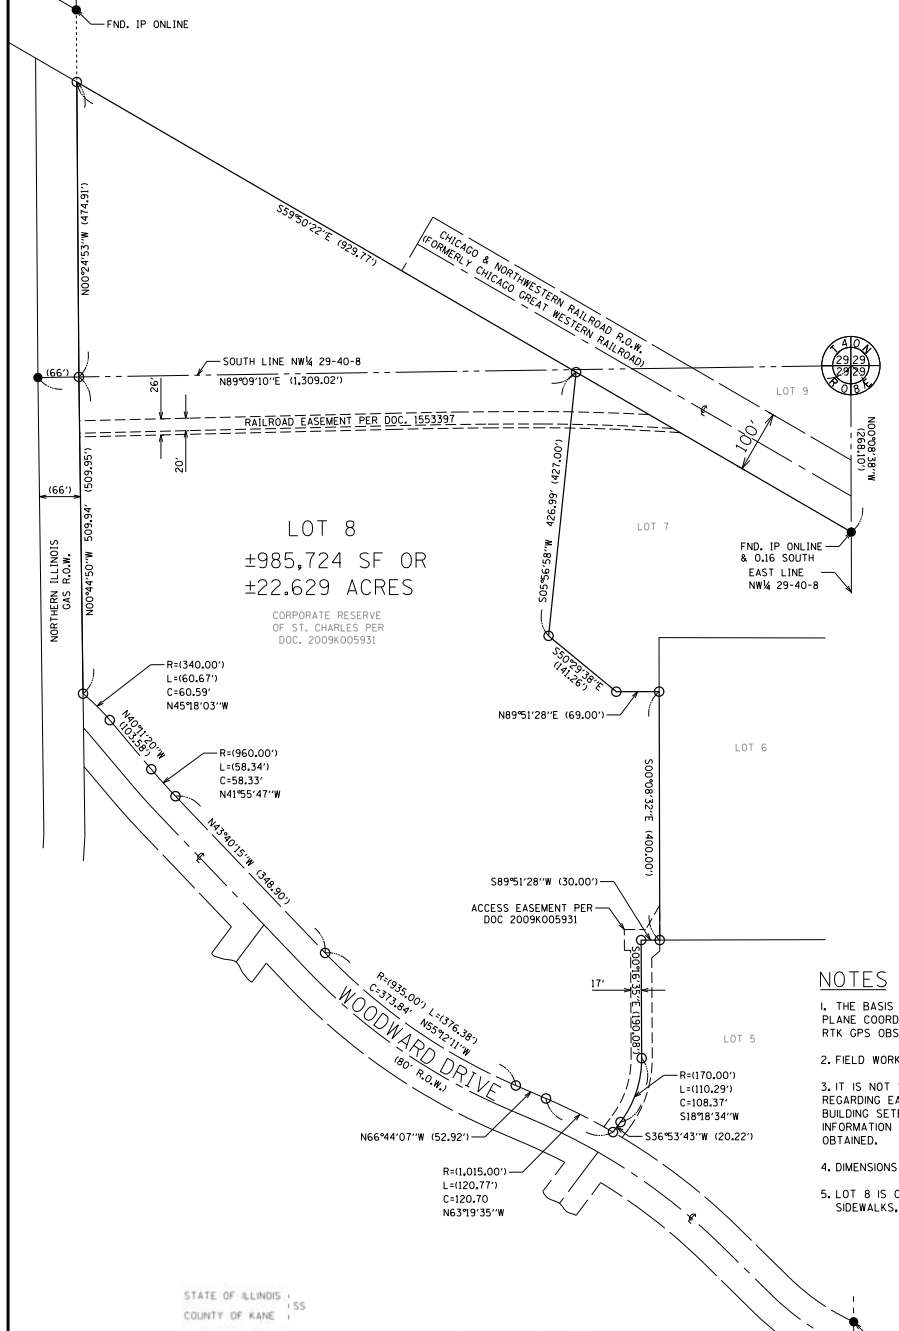 FND. IP ONLINE
N00°24'53"W (474.91')
S59°50'22"E (929.77')
CHICAGO & NORTHWESTERN RAILROAD R.O.W.
(FORMERLY CHICAGO GREAT WESTERN RAILROAD)
T40N
29 29
29 29
R08E
SOUTH LINE NW¼ 29-40-8
(66')
N89°09'10"E (1,309.02')
LOT 9
26'
RAILROAD EASEMENT PER DOC. 1553397
20'
100'
N00°08'38"W
(268.10')
(66')
NORTHERN ILLINOIS
GAS R.O.W.
N00°44'50"W 509.94' (509.95')
LOT 8
±985,724 SF OR
±22.629 ACRES
CORPORATE RESERVE
OF ST. CHARLES PER
DOC. 2009K005931
S05°56'58"W 426.99' (427.00')
LOT 7
FND. IP ONLINE
& 0.16 SOUTH
EAST LINE
NW¼ 29-40-8
R=(340.00')
L=(60.67')
C=60.59'
N45°18'03"W
S50°29'38"E
(141.26')
N89°51'28"E (69.00')
N40°11'20"W
(103.58')
R=(960.00')
L=(58.34')
C=58.33'
N41°55'47"W
LOT 6
S00°08'32"E (400.00')
N43°40'15"W (348.90')
S89°51'28"W (30.00')
ACCESS EASEMENT PER
DOC 2009K005931
S00°16'35"E (190.08')
17'
R=(935.00') L=(376.38')
C=373.84' N55°12'11"W
WOODWARD DRIVE
(80' R.O.W.)
LOT 5
R=(170.00')
L=(110.29')
C=108.37'
S18°18'34"W
N66°44'07"W (52.92')
S36°53'43"W (20.22')
R=(1,015.00')
L=(120.77')
C=120.70
N63°19'35"W
NOTES
1. THE BASIS
PLANE COORD
RTK GPS OBS
2. FIELD WORK
3. IT IS NOT
REGARDING EA
BUILDING SETE
INFORMATION
OBTAINED.
4. DIMENSIONS
5. LOT 8 IS
SIDEWALKS,
STATE OF ILLINOIS
SS
COUNTY OF KANE